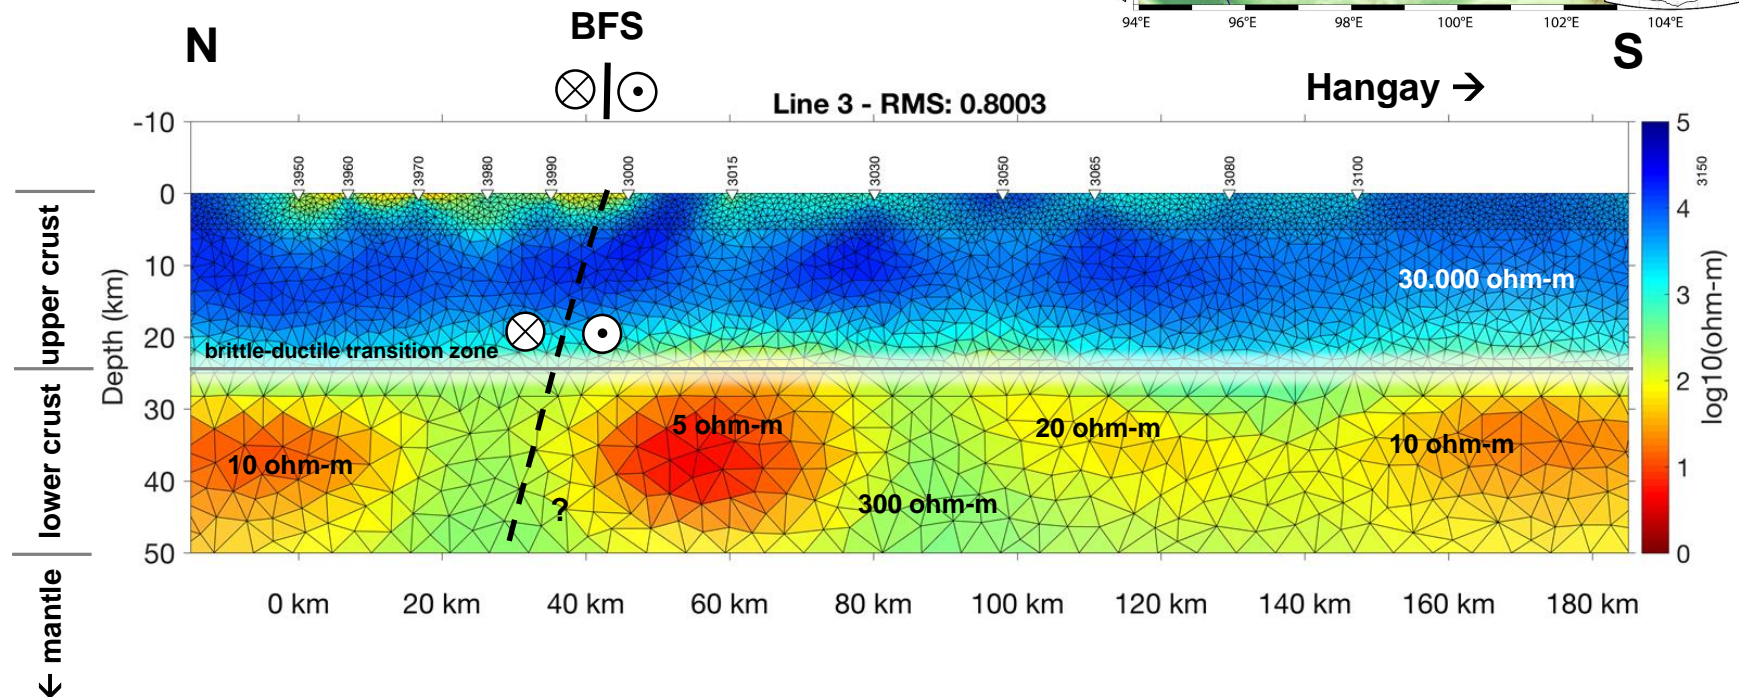 94°E 96°E 98°E 100°E 102°E 104°E
BFS
N
S
Hangay →
Line 3 - RMS: 0.8003
-10
0
10
20
30
40
50
Depth (km)
3950 3960 3970 3980 3990 3000 3015 3030 3050 3065 3080 3100 3150
upper crust
lower crust
← mantle
30.000 ohm-m
brittle-ductile transition zone
5 ohm-m
20 ohm-m
10 ohm-m
10 ohm-m
300 ohm-m
?
0 km 20 km 40 km 60 km 80 km 100 km 120 km 140 km 160 km 180 km
5
4
3
2
1
0
log10(ohm-m)